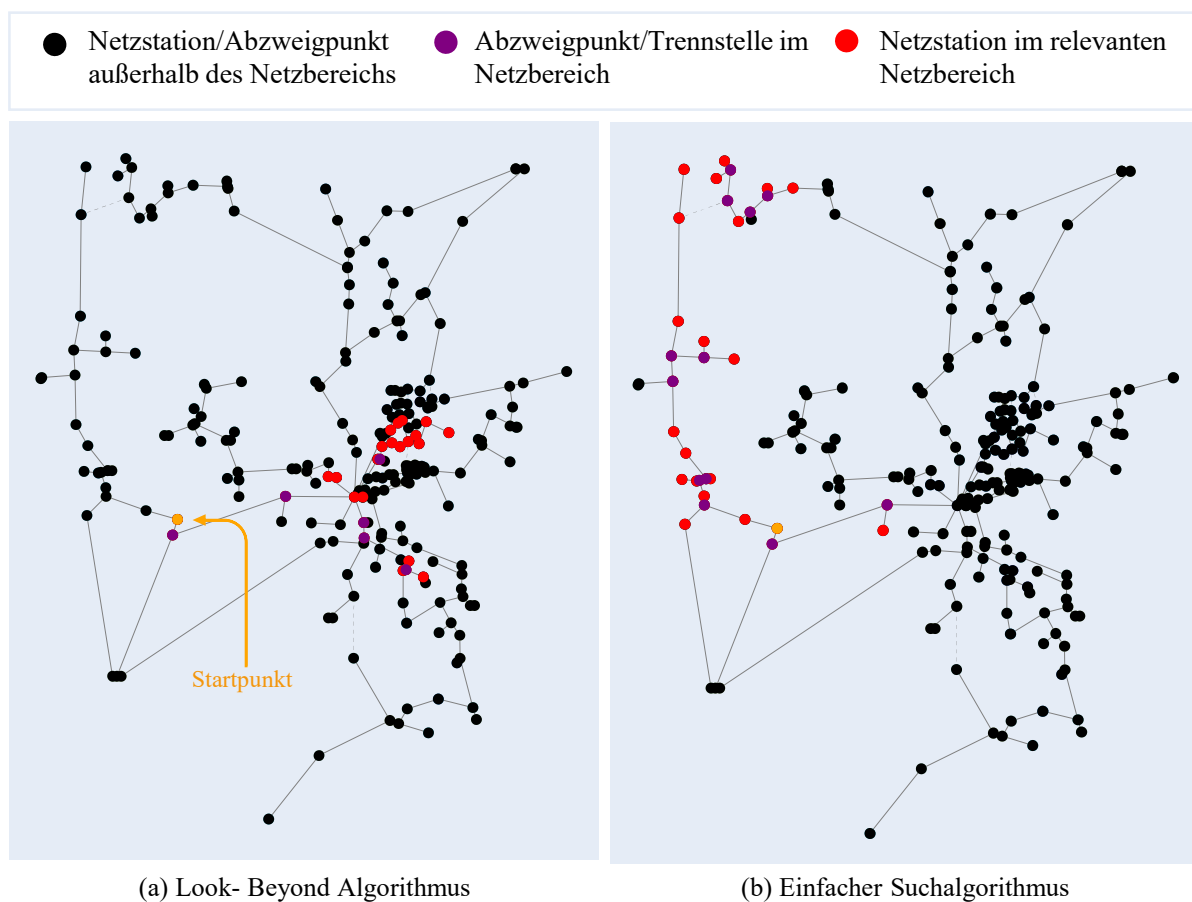 Netzstation/Abzweigpunkt
außerhalb des Netzbereichs
Abzweigpunkt/Trennstelle im
Netzbereich
Netzstation im relevanten
Netzbereich
Startpunkt
(a) Look- Beyond Algorithmus
(b) Einfacher Suchalgorithmus